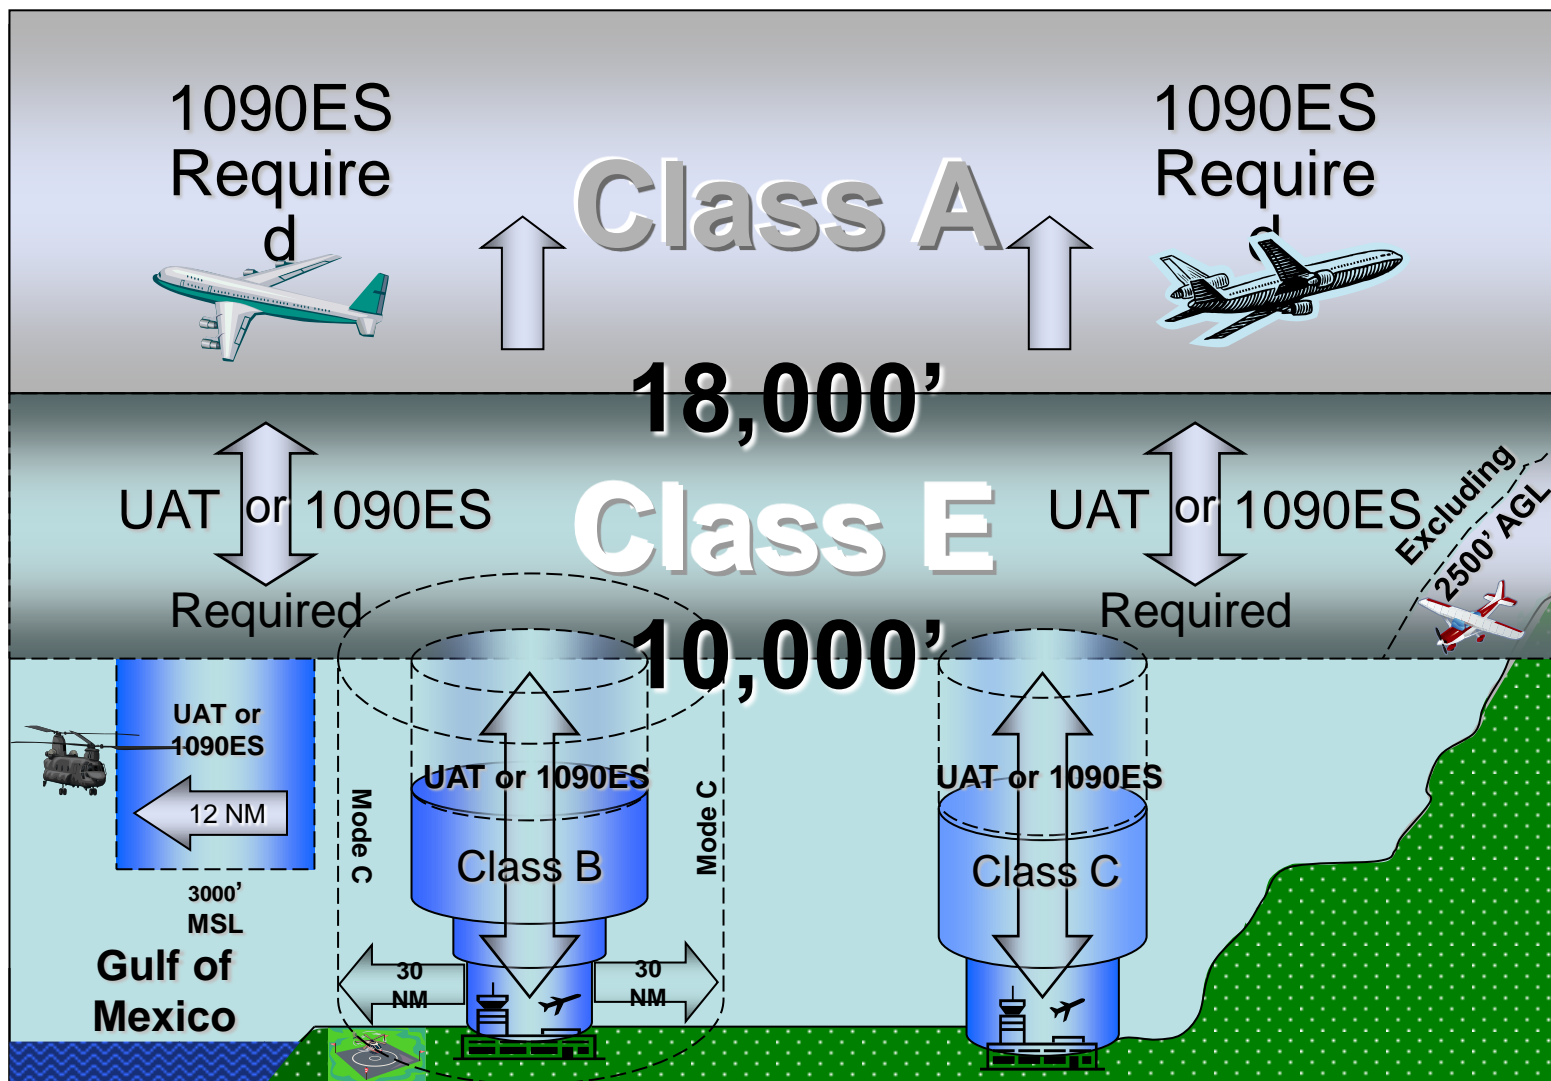 1090ES
Require
d
1090ES
Require
d
Class A
18,000’
UAT or 1090ES
Required
Class E
UAT or 1090ES
Required
Excluding
2500’ AGL
10,000’
UAT or
1090ES
12 NM
3000’
MSL
Gulf of
Mexico
Mode C
UAT or 1090ES
Class B
Mode C
30
NM
30
NM
UAT or 1090ES
Class C